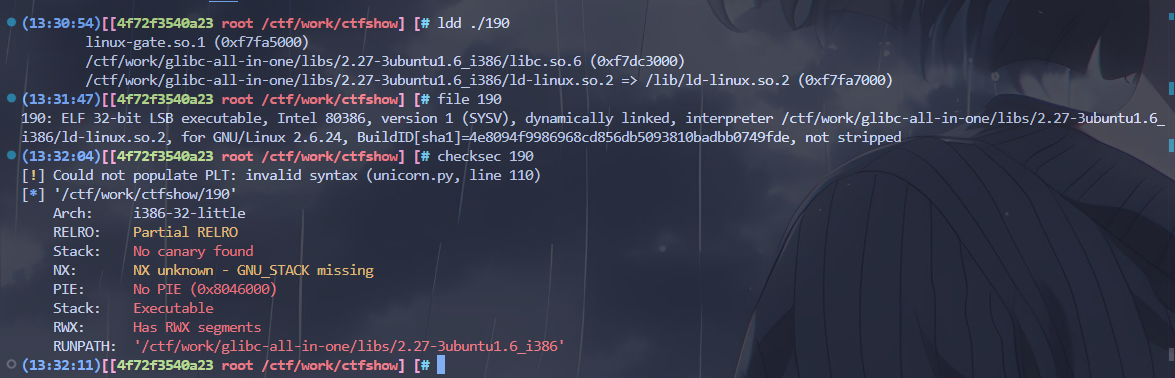 (13:30:54)[[4f72f3540a23 root /ctf/work/ctfshow] [# ldd ./190
linux-gate.so.1 (0xf7fa5000)
/ctf/work/glibc-all-in-one/libs/2.27-3ubuntu1.6_i386/libc.so.6 (0xf7dc3000)
/ctf/work/glibc-all-in-one/libs/2.27-3ubuntu1.6_i386/ld-linux.so.2 => /lib/ld-linux.so.2 (0xf7fa7000)
(13:31:47)[[4f72f3540a23 root /ctf/work/ctfshow] [# file 190
190: ELF 32-bit LSB executable, Intel 80386, version 1 (SYSV), dynamically linked, interpreter /ctf/work/glibc-all-in-one/libs/2.27-3ubuntu1.6_
i386/ld-linux.so.2, for GNU/Linux 2.6.24, BuildID[sha1]=4e8094f9986968cd856db5093810badbb0749fde, not stripped
(13:32:04)[[4f72f3540a23 root /ctf/work/ctfshow] [# checksec 190
[!] Could not populate PLT: invalid syntax (unicorn.py, line 110)
[*] '/ctf/work/ctfshow/190'
Arch: i386-32-little
RELRO: Partial RELRO
Stack: No canary found
NX: NX unknown - GNU_STACK missing
PIE: No PIE (0x8046000)
Stack: Executable
RWX: Has RWX segments
RUNPATH: '/ctf/work/glibc-all-in-one/libs/2.27-3ubuntu1.6_i386'
(13:32:11)[[4f72f3540a23 root /ctf/work/ctfshow] [#